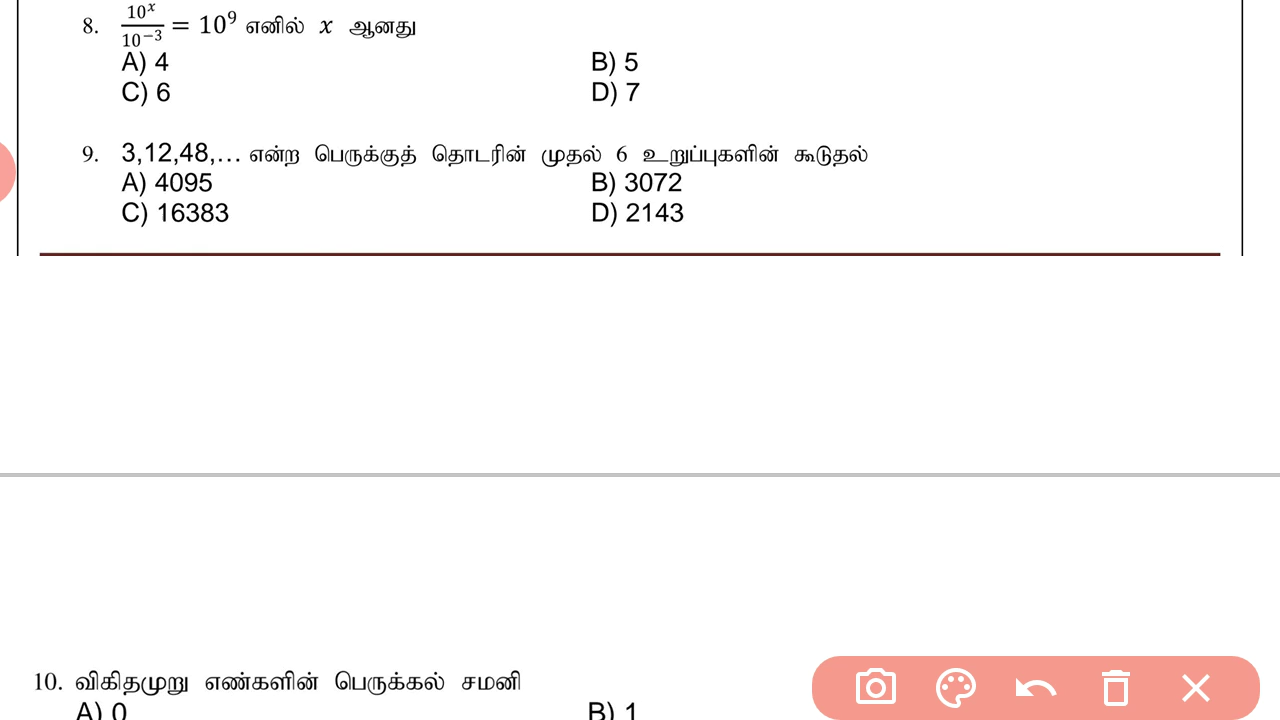 8. 10^x / 10^-3 = 10^9 எனில் x ஆனது
A) 4 B) 5
C) 6 D) 7
9. 3,12,48,... என்ற பெருக்குத் தொடரின் முதல் 6 உறுப்புகளின் கூடுதல்
A) 4095 B) 3072
C) 16383 D) 2143
10. விகிதமுறு எண்களின் பெருக்கல் சமனி
A) 0 B) 1